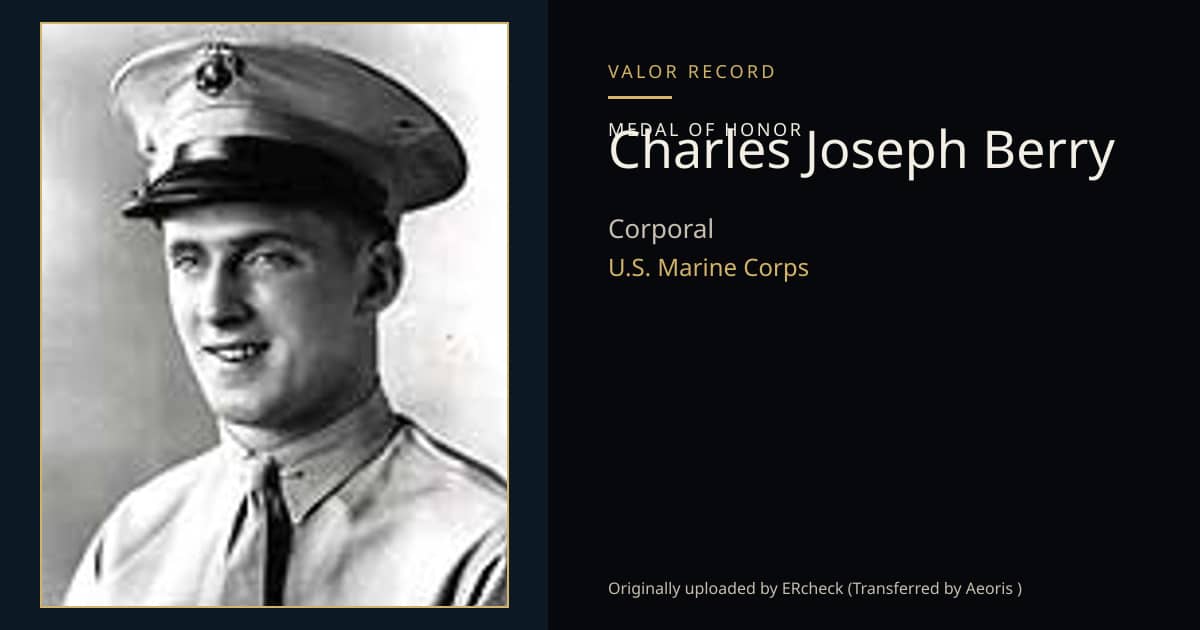 VALOR RECORD
MEDAL OF HONOR
Charles Joseph Berry
Corporal
U.S. Marine Corps
Originally uploaded by ERcheck (Transferred by Aeoris )